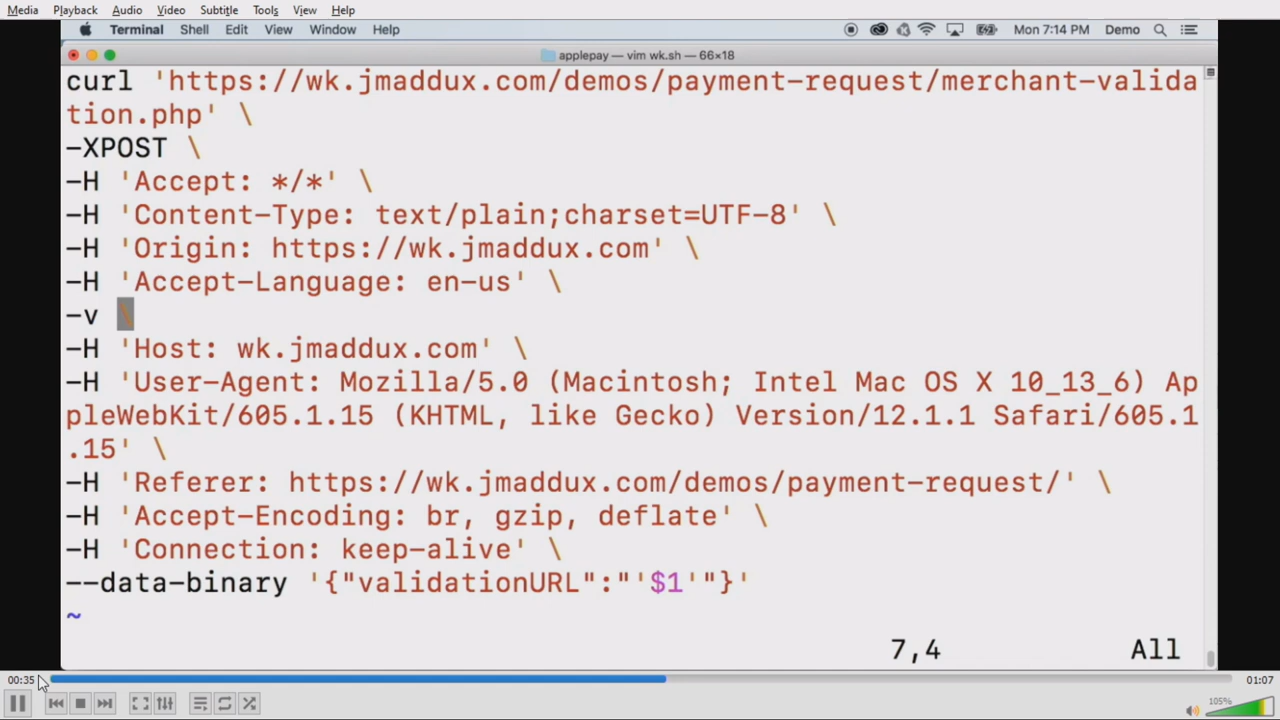 Media Playback Audio Video Subtitle Tools View Help
Terminal Shell Edit View Window Help Mon 7:14 PM Demo
applepay — vim wk.sh — 66×18
curl 'https://wk.jmaddux.com/demos/payment-request/merchant-valida
tion.php' \
-XPOST \
-H 'Accept: */*' \
-H 'Content-Type: text/plain;charset=UTF-8' \
-H 'Origin: https://wk.jmaddux.com' \
-H 'Accept-Language: en-us' \
-v \
-H 'Host: wk.jmaddux.com' \
-H 'User-Agent: Mozilla/5.0 (Macintosh; Intel Mac OS X 10_13_6) Ap
pleWebKit/605.1.15 (KHTML, like Gecko) Version/12.1.1 Safari/605.1
.15' \
-H 'Referer: https://wk.jmaddux.com/demos/payment-request/' \
-H 'Accept-Encoding: br, gzip, deflate' \
-H 'Connection: keep-alive' \
--data-binary '{"validationURL":"'$1'"}'
~
7,4 All
00:35 01:07
105%